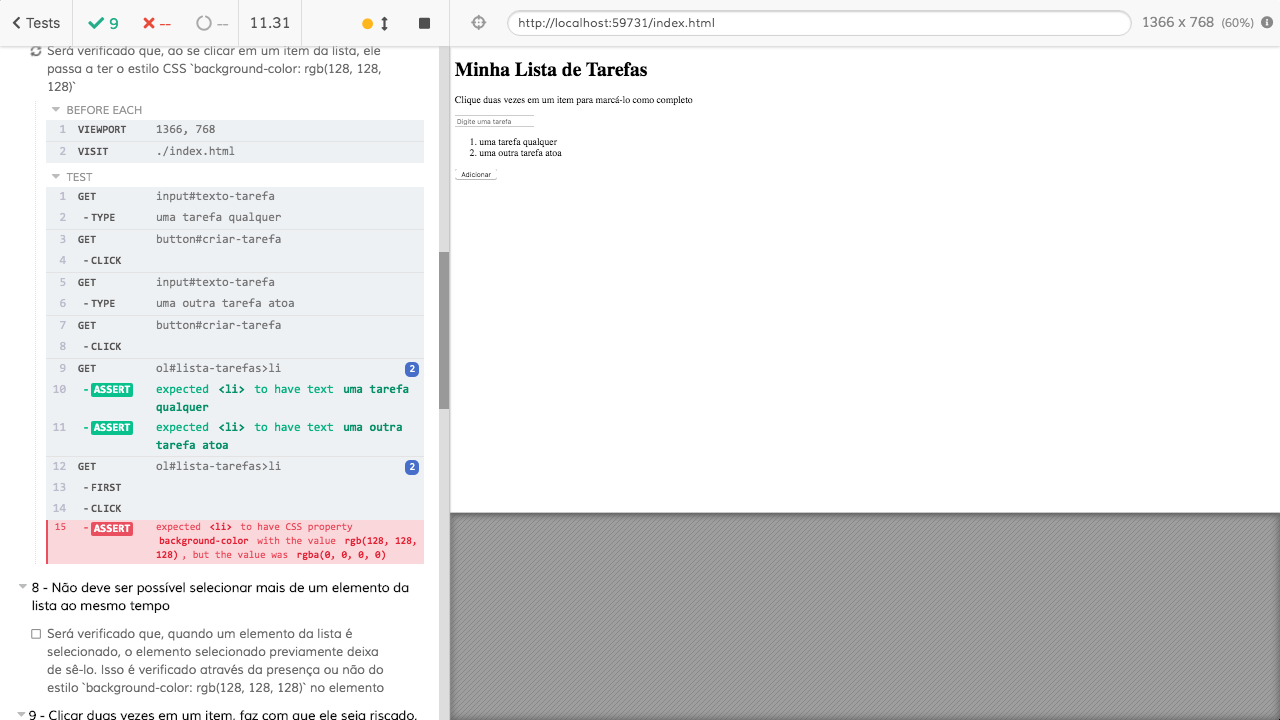 Tests 9 -- -- 11.31 http://localhost:59731/index.html 1366 x 768 (60%)
Será verificado que, ao se clicar em um item da lista, ele
passa a ter o estilo CSS `background-color: rgb(128, 128,
128)`
BEFORE EACH
1 VIEWPORT 1366, 768
2 VISIT ./index.html
TEST
1 GET input#texto-tarefa
2 -TYPE uma tarefa qualquer
3 GET button#criar-tarefa
4 -CLICK
5 GET input#texto-tarefa
6 -TYPE uma outra tarefa atoa
7 GET button#criar-tarefa
8 -CLICK
9 GET ol#lista-tarefas>li 2
10 -ASSERT expected <li> to have text uma tarefa
qualquer
11 -ASSERT expected <li> to have text uma outra
tarefa atoa
12 GET ol#lista-tarefas>li 2
13 -FIRST
14 -CLICK
15 -ASSERT expected <li> to have CSS property
background-color with the value rgb(128, 128,
128) , but the value was rgba(0, 0, 0, 0)
8 - Não deve ser possível selecionar mais de um elemento da
lista ao mesmo tempo
Será verificado que, quando um elemento da lista é
selecionado, o elemento selecionado previamente deixa
de sê-lo. Isso é verificado através da presença ou não do
estilo `background-color: rgb(128, 128, 128)` no elemento
9 - Clicar duas vezes em um item, faz com que ele seja riscado,
Minha Lista de Tarefas
Clique duas vezes em um item para marcá-lo como completo
Digite uma tarefa
1. uma tarefa qualquer
2. uma outra tarefa atoa
Adicionar